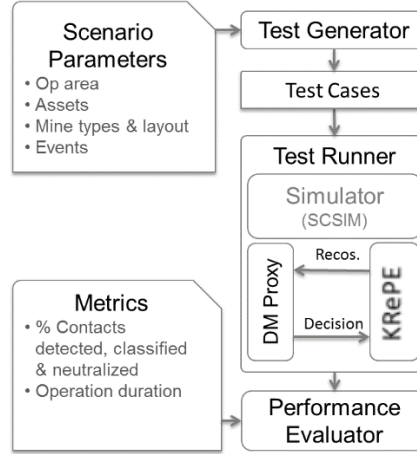 Scenario
Parameters
• Op area
• Assets
• Mine types & layout
• Events
Test Generator
Test Cases
Test Runner
Simulator
(SCSIM)
DM Proxy
Recos.
Decision
KRePE
Metrics
• % Contacts
detected, classified
& neutralized
• Operation duration
Performance
Evaluator